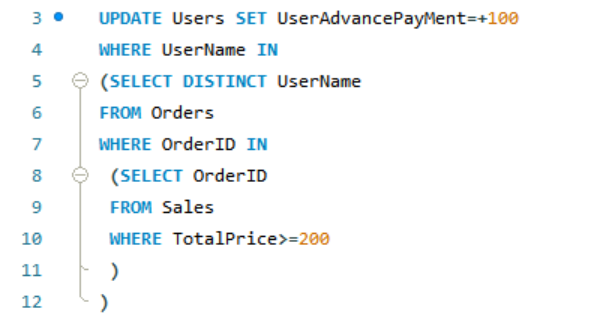 3 UPDATE Users SET UserAdvancePayMent=+100
4 WHERE UserName IN
5 (SELECT DISTINCT UserName
6 FROM Orders
7 WHERE OrderID IN
8 (SELECT OrderID
9 FROM Sales
10 WHERE TotalPrice>=200
11 )
12 )